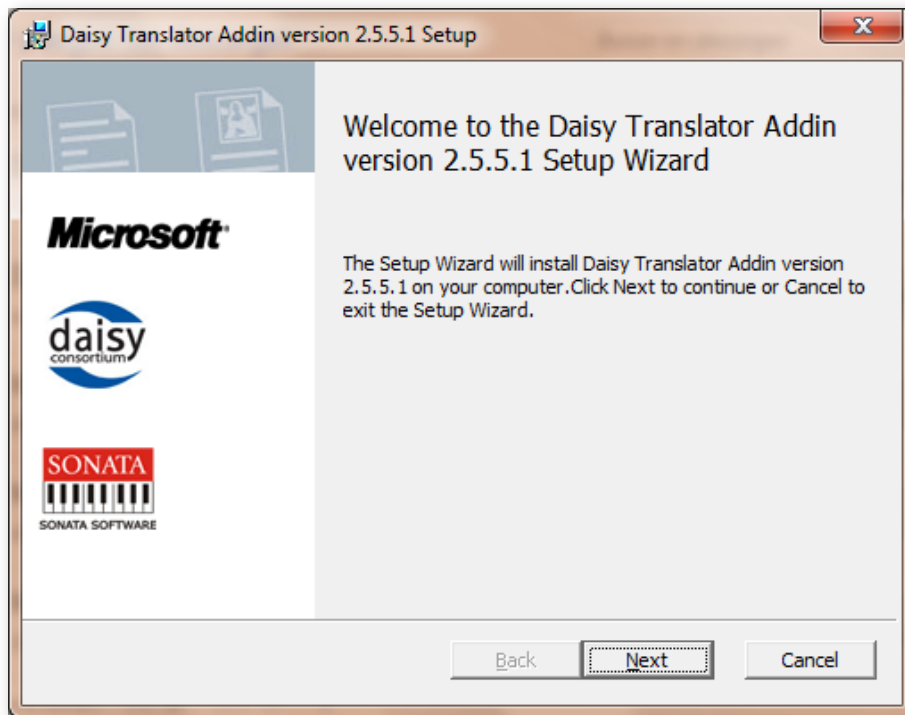 Daisy Translator Addin version 2.5.5.1 Setup
Welcome to the Daisy Translator Addin
version 2.5.5.1 Setup Wizard
Microsoft
The Setup Wizard will install Daisy Translator Addin version
2.5.5.1 on your computer.Click Next to continue or Cancel to
exit the Setup Wizard.
daisy
consortium
SONATA
SONATA SOFTWARE
Back
Next
Cancel